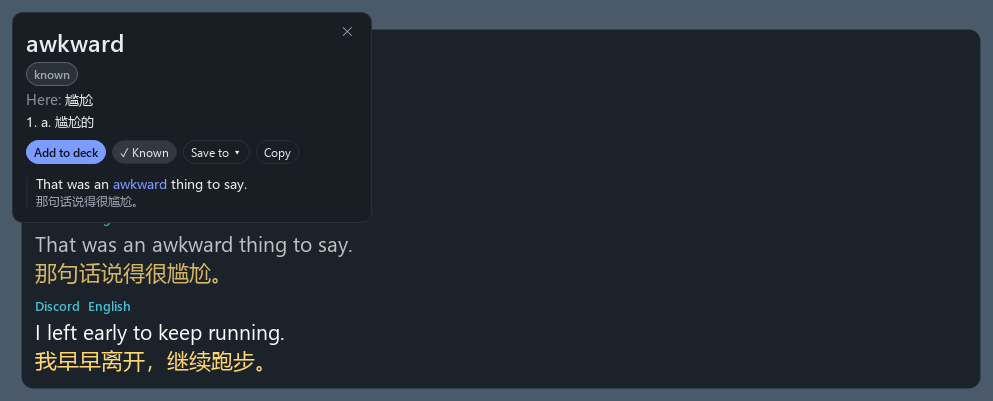 awkward
known
Here: 尴尬
1. a. 尴尬的
Add to deck ✓ Known Save to ▾ Copy
That was an awkward thing to say.
那句话说得很尴尬。
That was an awkward thing to say.
那句话说得很尴尬。
Discord English
I left early to keep running.
我早早离开，继续跑步。